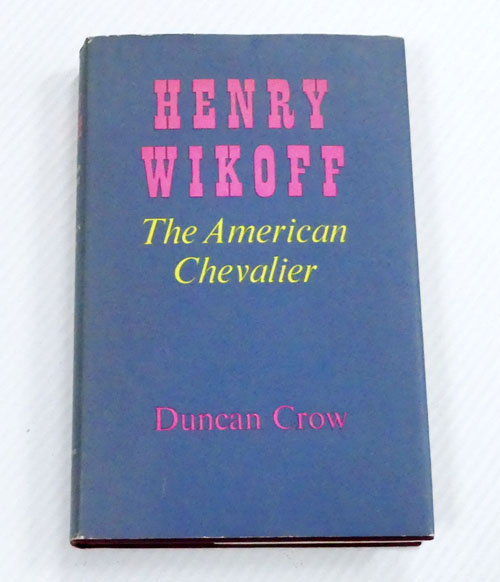 HENRY
WIKOFF
The American
Chevalier
Duncan Crow